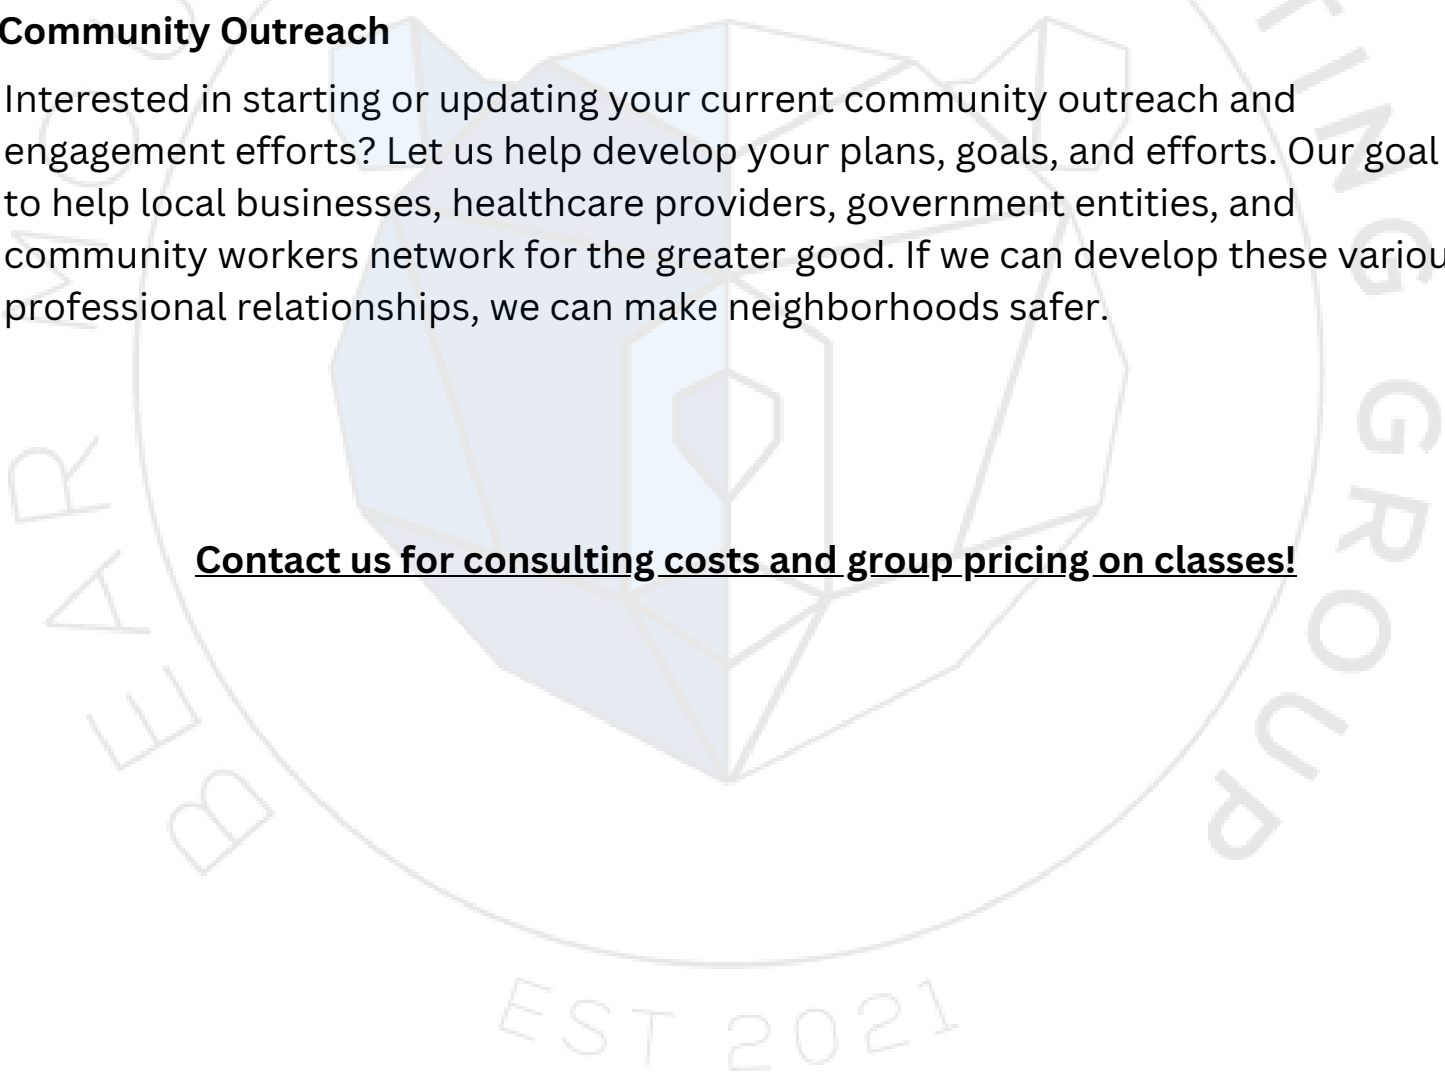 Community Outreach
Interested in starting or updating your current community outreach and
engagement efforts? Let us help develop your plans, goals, and efforts. Our goal
to help local businesses, healthcare providers, government entities, and
community workers network for the greater good. If we can develop these variou
professional relationships, we can make neighborhoods safer.
Contact us for consulting costs and group pricing on classes!
BEAR MO
TING GROUP
EST 2021